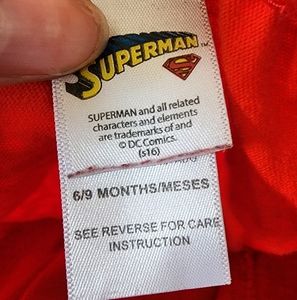 SUPERMAN™
SUPERMAN and all related
characters and elements
are trademarks of and
© DC Comics.
(s16)
6/9 MONTHS/MESES
SEE REVERSE FOR CARE
INSTRUCTION